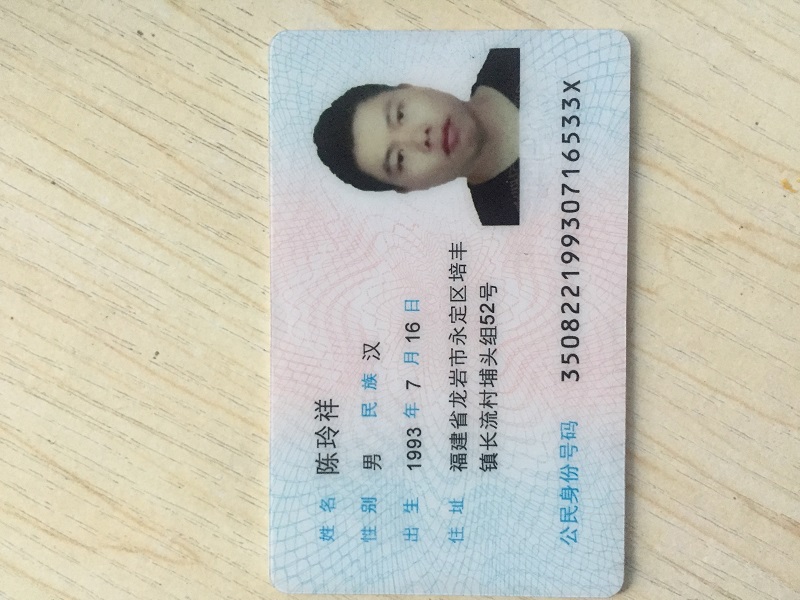 姓名 陈玲祥
性别 男 民族 汉
出生 1993 年 7 月 16 日
住址 福建省龙岩市永定区培丰
镇长流村埔头组52号
公民身份号码 35082219930716533X